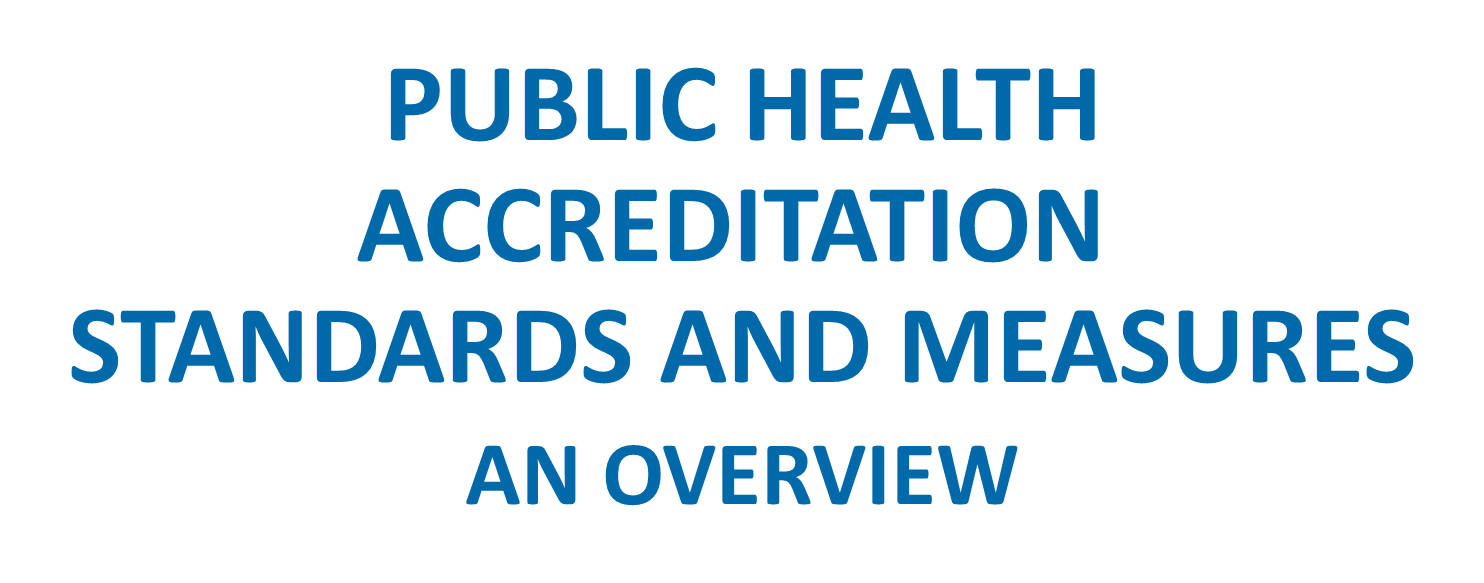 PUBLIC HEALTH
ACCREDITATION
STANDARDS AND MEASURES
AN OVERVIEW